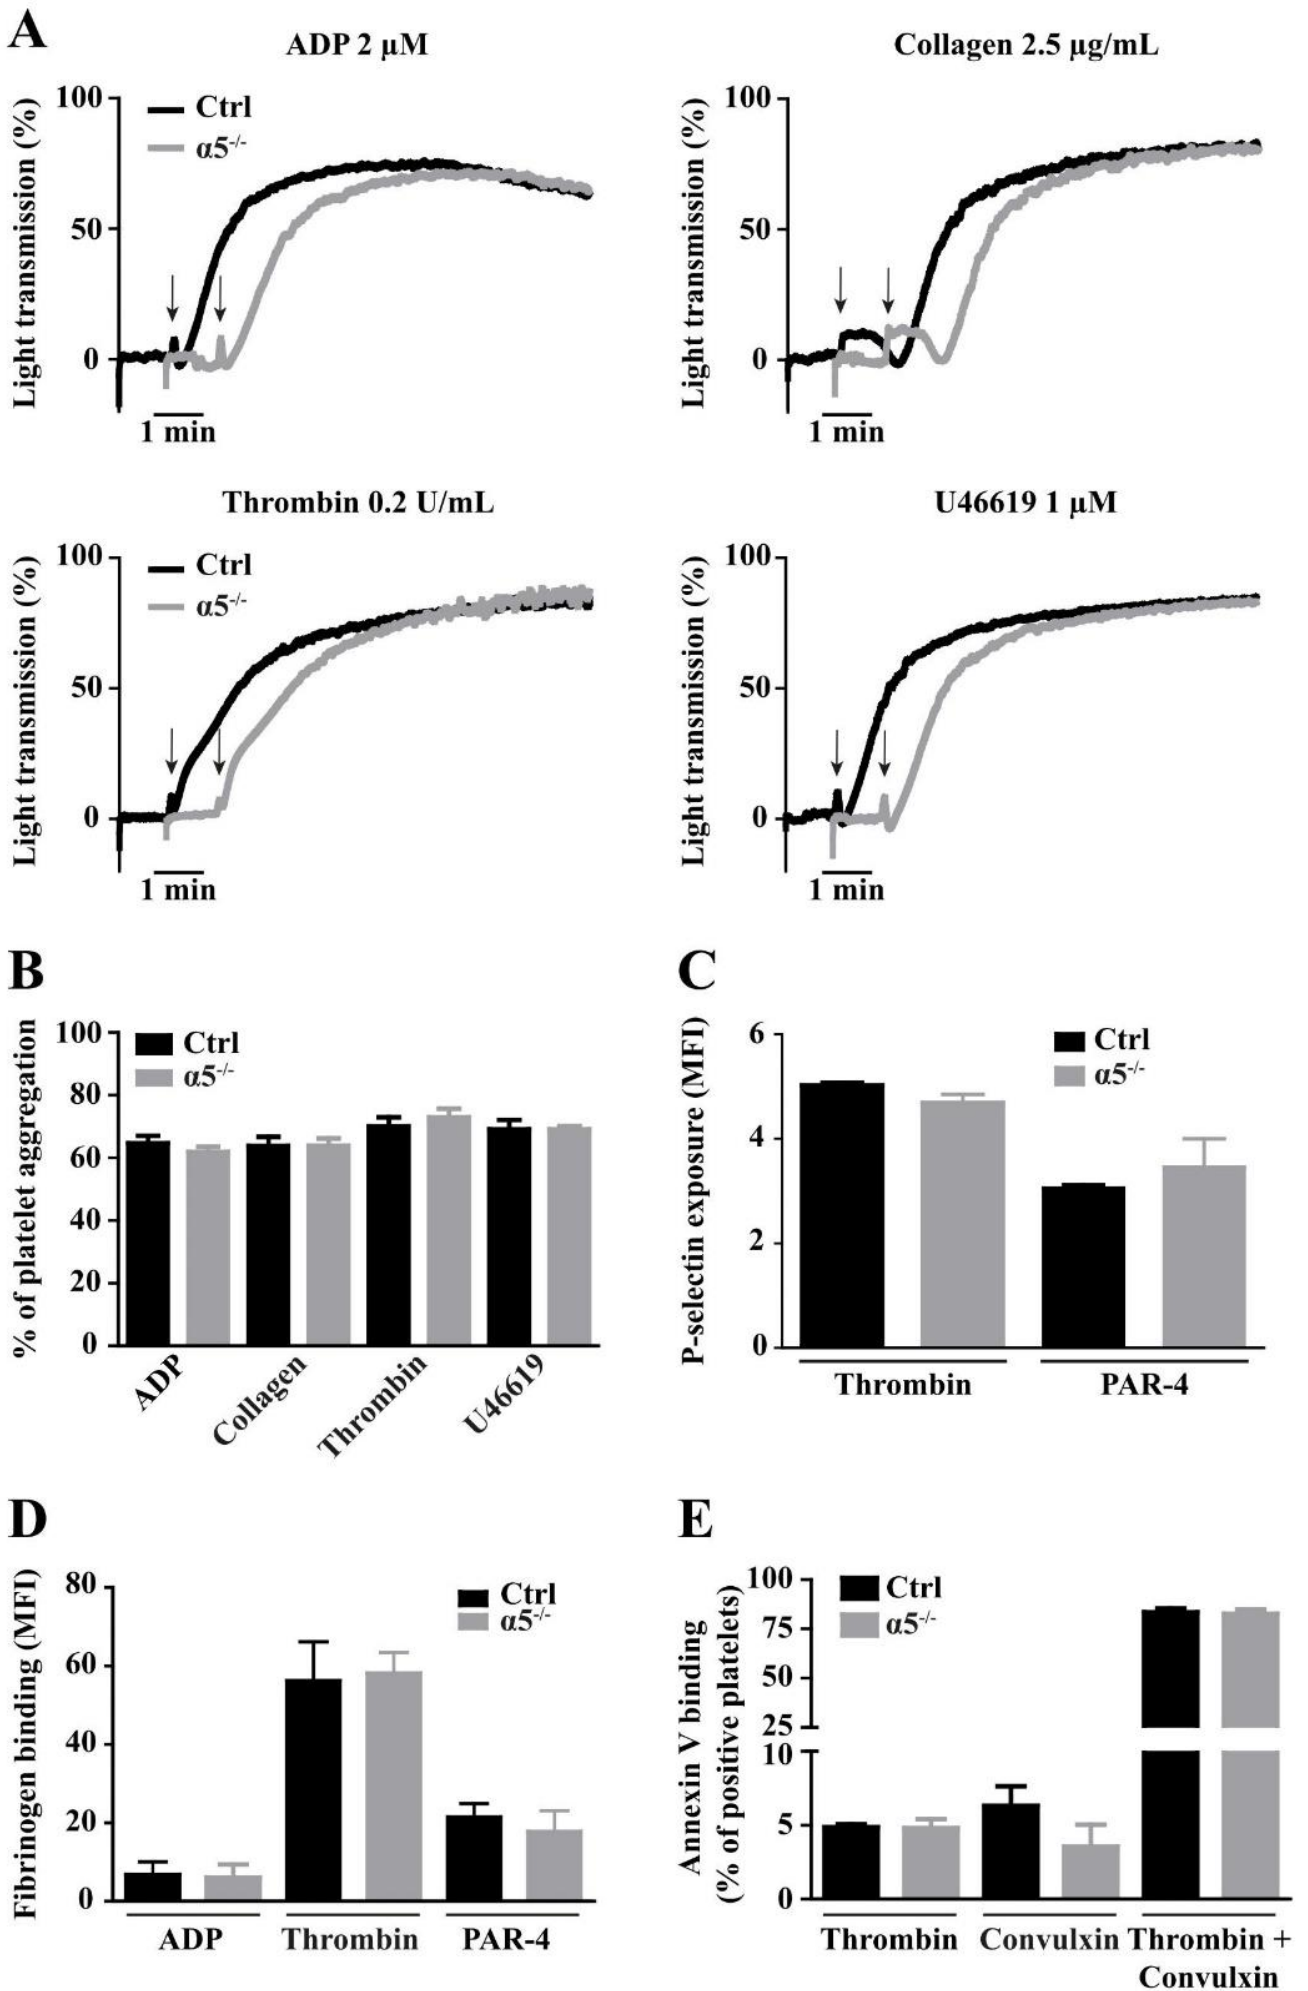 A
ADP 2 µM
Collagen 2.5 µg/mL
Light transmission (%)
100
50
0
Ctrl
α5-/-
1 min
Light transmission (%)
100
50
0
1 min
Thrombin 0.2 U/mL
U46619 1 µM
Light transmission (%)
100
50
0
Ctrl
α5-/-
1 min
Light transmission (%)
100
50
0
1 min
B
% of platelet aggregation
100
80
60
40
20
0
Ctrl
α5-/-
ADP
Collagen
Thrombin
U46619
C
P-selectin exposure (MFI)
6
4
2
0
Ctrl
α5-/-
Thrombin
PAR-4
D
Fibrinogen binding (MFI)
80
60
40
20
0
Ctrl
α5-/-
ADP
Thrombin
PAR-4
E
Annexin V binding
(% of positive platelets)
100
75
50
25
10
5
0
Ctrl
α5-/-
Thrombin
Convulxin
Thrombin +
Convulxin